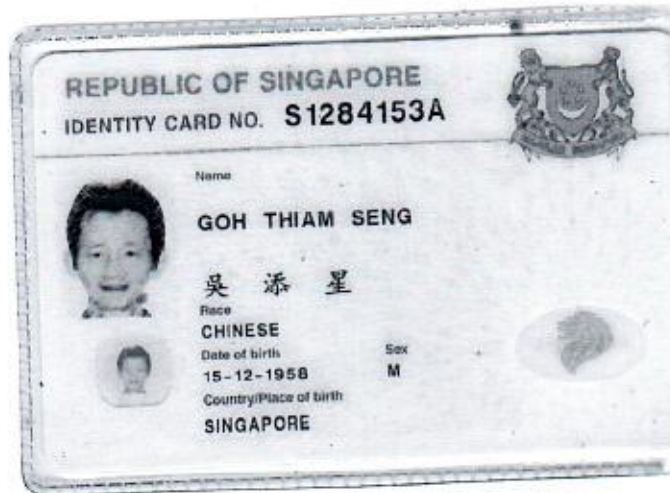 REPUBLIC OF SINGAPORE
IDENTITY CARD NO. S1284153A
Name
GOH THIAM SENG
吳 添 星
Race
CHINESE
Date of birth Sex
15-12-1958 M
Country/Place of birth
SINGAPORE